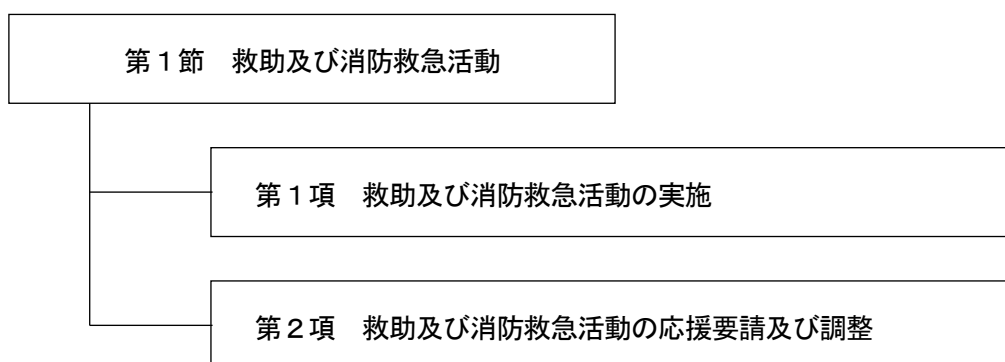 第1節　救助及び消防救急活動
第1項　救助及び消防救急活動の実施
第2項　救助及び消防救急活動の応援要請及び調整